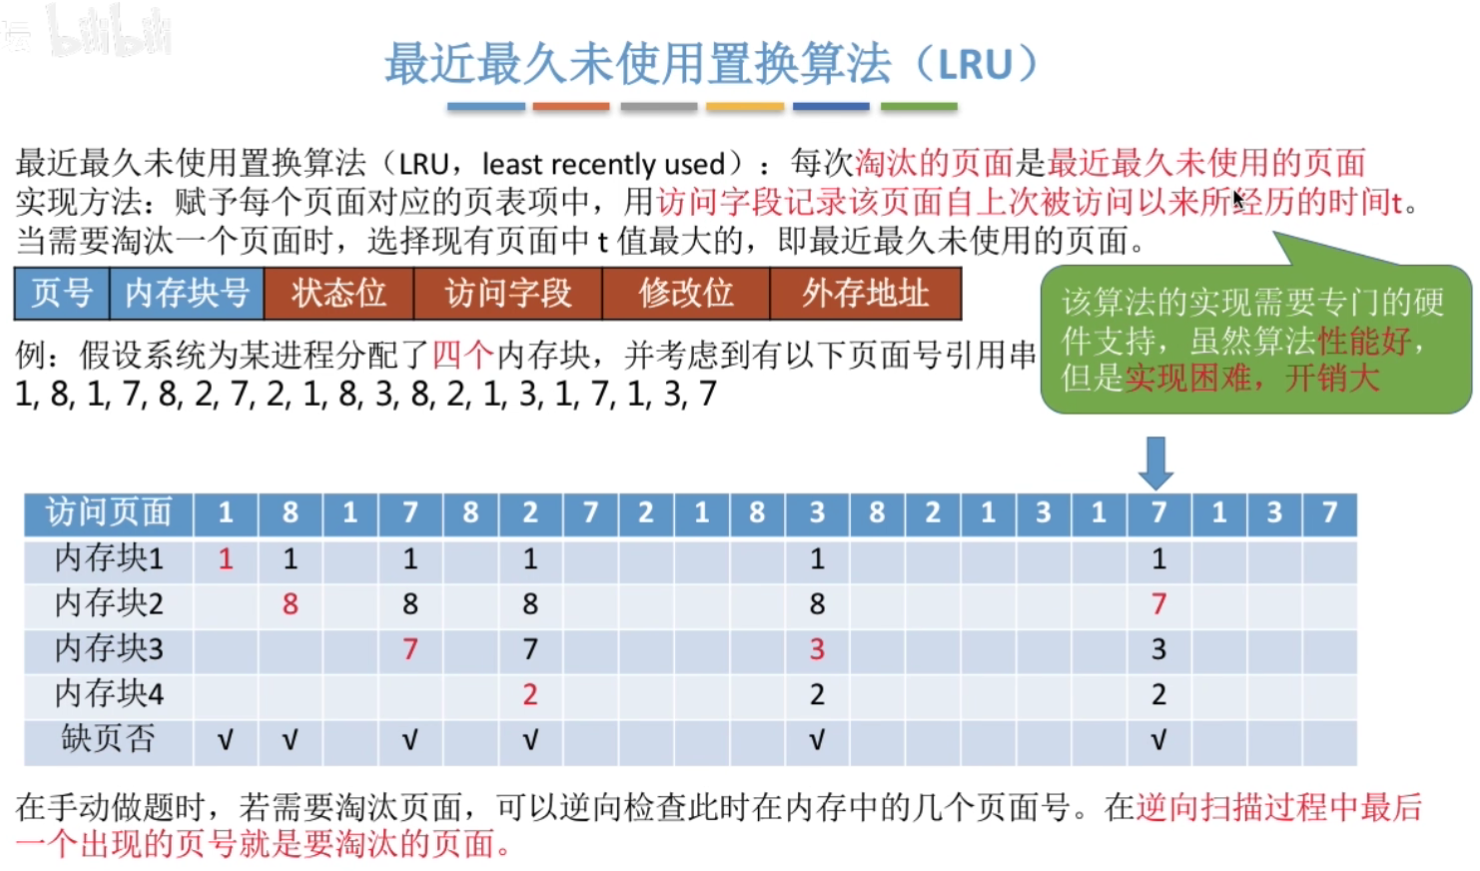 坛 bilibili
最近最久未使用置换算法（LRU）
最近最久未使用置换算法（LRU，least recently used）：每次淘汰的页面是最近最久未使用的页面
实现方法：赋予每个页面对应的页表项中，用访问字段记录该页面自上次被访问以来所经历的时间t。
当需要淘汰一个页面时，选择现有页面中 t 值最大的，即最近最久未使用的页面。
页号 内存块号 状态位 访问字段 修改位 外存地址
该算法的实现需要专门的硬
件支持，虽然算法性能好，
但是实现困难，开销大
例：假设系统为某进程分配了四个内存块，并考虑到有以下页面号引用串
1, 8, 1, 7, 8, 2, 7, 2, 1, 8, 3, 8, 2, 1, 3, 1, 7, 1, 3, 7
访问页面 1 8 1 7 8 2 7 2 1 8 3 8 2 1 3 1 7 1 3 7
内存块1 1 1 1 1 1 1
内存块2 8 8 8 8 7
内存块3 7 7 3 3
内存块4 2 2 2
缺页否 √ √ √ √ √ √
在手动做题时，若需要淘汰页面，可以逆向检查此时在内存中的几个页面号。在逆向扫描过程中最后
一个出现的页号就是要淘汰的页面。